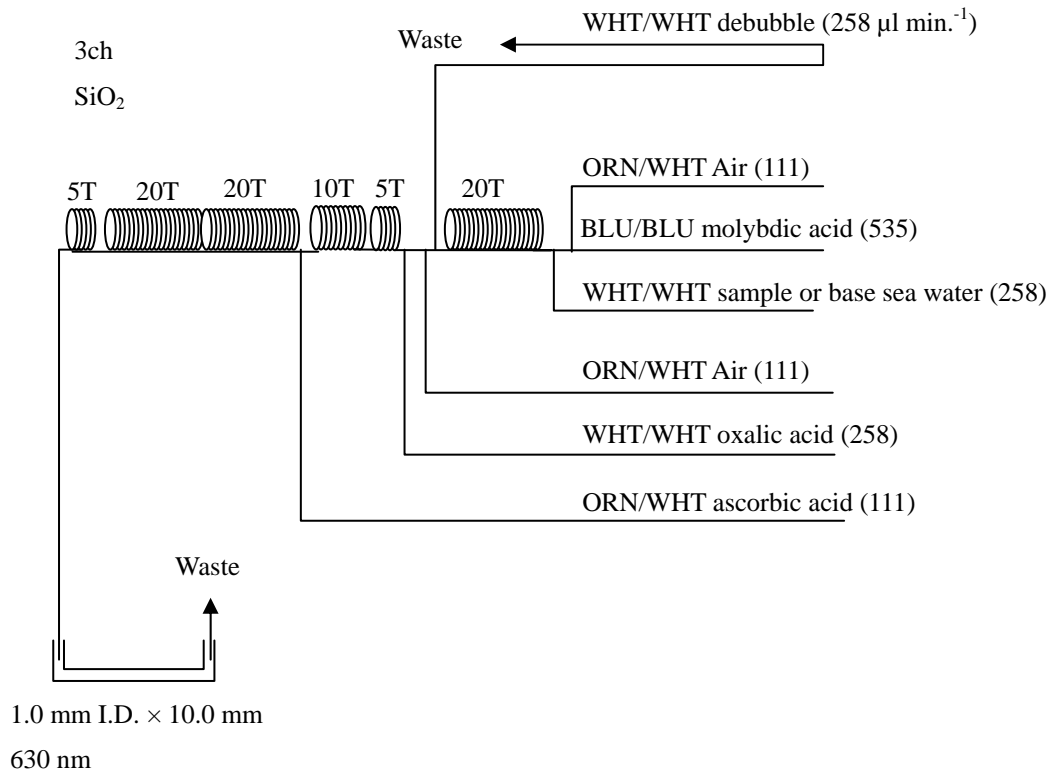 WHT/WHT debubble (258 µl min.⁻¹)
Waste
3ch
SiO₂
ORN/WHT Air (111)
5T
20T
20T
10T
5T
20T
BLU/BLU molybdic acid (535)
WHT/WHT sample or base sea water (258)
ORN/WHT Air (111)
WHT/WHT oxalic acid (258)
ORN/WHT ascorbic acid (111)
Waste
1.0 mm I.D. × 10.0 mm
630 nm